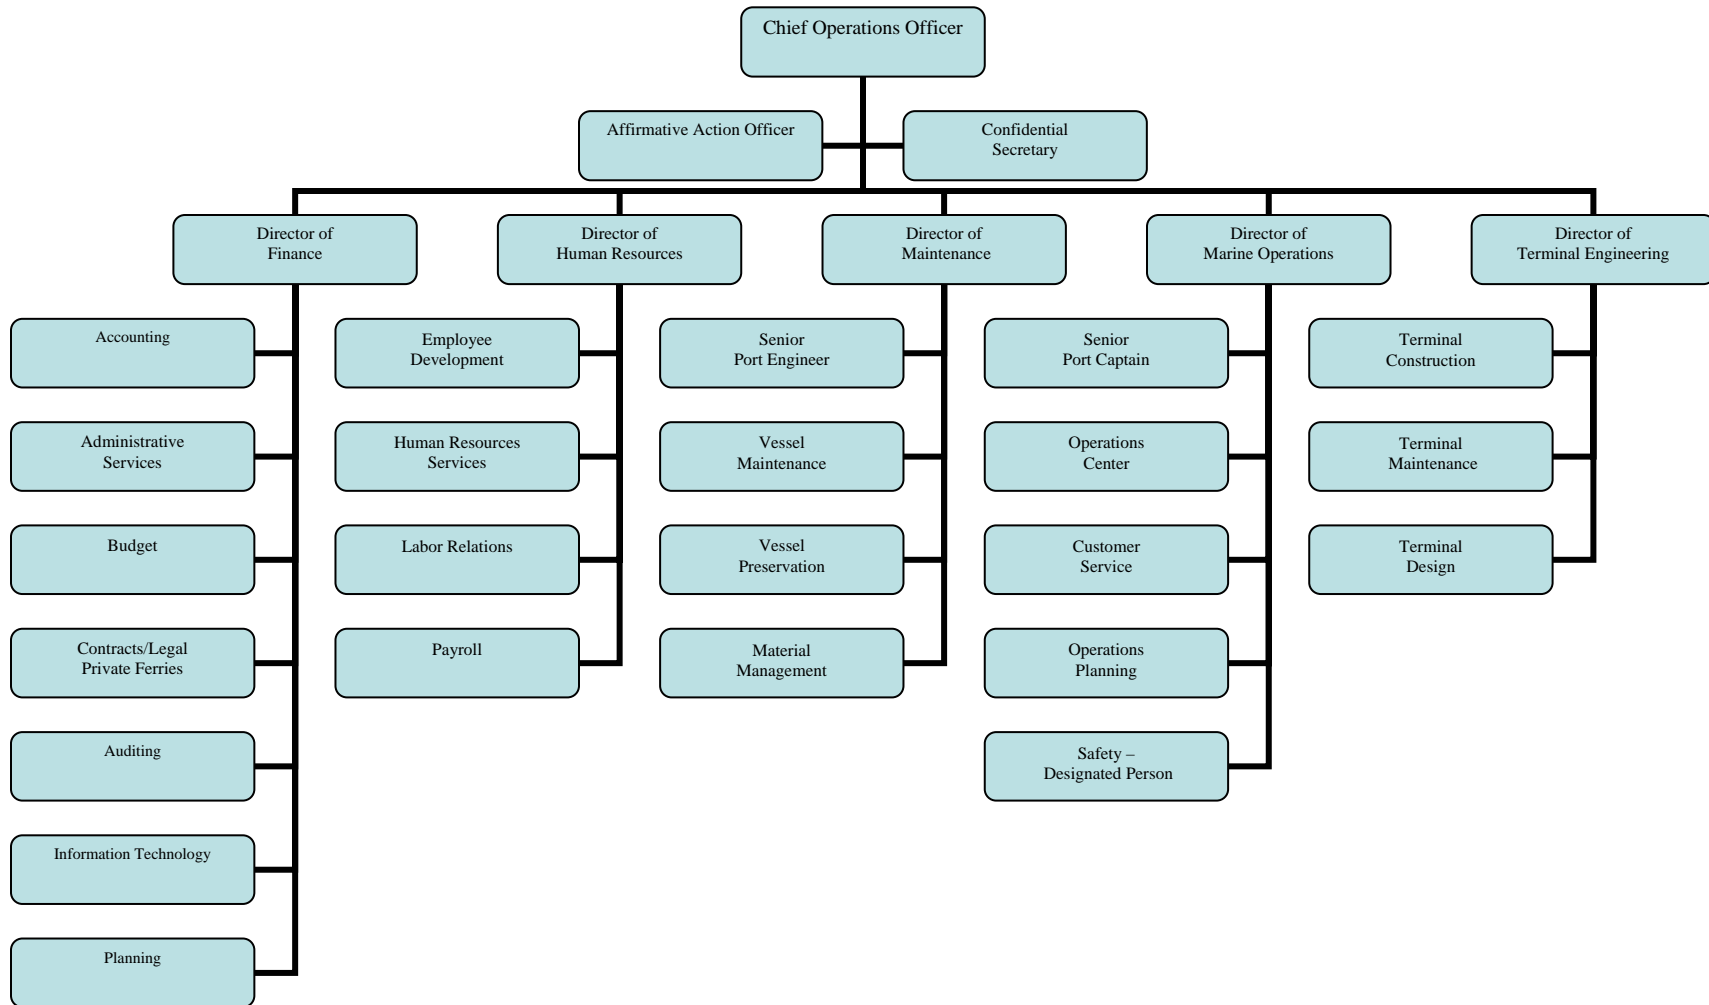 Chief Operations Officer
Affirmative Action Officer
Confidential
Secretary
Director of
Finance
Director of
Human Resources
Director of
Maintenance
Director of
Marine Operations
Director of
Terminal Engineering
Accounting
Employee
Development
Senior
Port Engineer
Senior
Port Captain
Terminal
Construction
Administrative
Services
Human Resources
Services
Vessel
Maintenance
Operations
Center
Terminal
Maintenance
Budget
Labor Relations
Vessel
Preservation
Customer
Service
Terminal
Design
Contracts/Legal
Private Ferries
Payroll
Material
Management
Operations
Planning
Auditing
Safety –
Designated Person
Information Technology
Planning